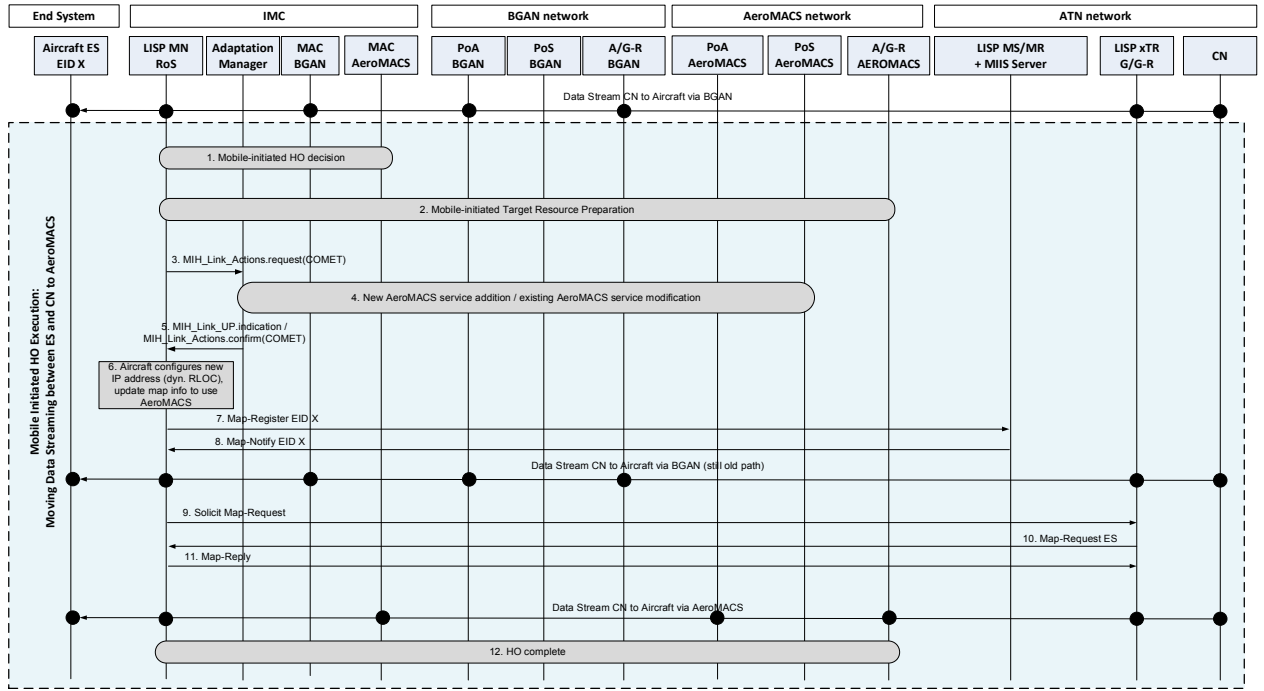 End System
IMC
BGAN network
AeroMACS network
ATN network
Aircraft ES
EID X
LISP MN
RoS
Adaptation
Manager
MAC
BGAN
MAC
AeroMACS
PoA
BGAN
PoS
BGAN
A/G-R
BGAN
PoA
AeroMACS
PoS
AeroMACS
A/G-R
AEROMACS
LISP MS/MR
+ MIIS Server
LISP xTR
G/G-R
CN
Data Stream CN to Aircraft via BGAN
Mobile Initiated HO Execution:
Moving Data Streaming between ES and CN to AeroMACS
1. Mobile-initiated HO decision
2. Mobile-initiated Target Resource Preparation
3. MIH_Link_Actions.request(COMET)
4. New AeroMACS service addition / existing AeroMACS service modification
5. MIH_Link_UP.indication /
MIH_Link_Actions.confirm(COMET)
6. Aircraft configures new
IP address (dyn. RLOC),
update map info to use
AeroMACS
7. Map-Register EID X
8. Map-Notify EID X
Data Stream CN to Aircraft via BGAN (still old path)
9. Solicit Map-Request
10. Map-Request ES
11. Map-Reply
Data Stream CN to Aircraft via AeroMACS
12. HO complete